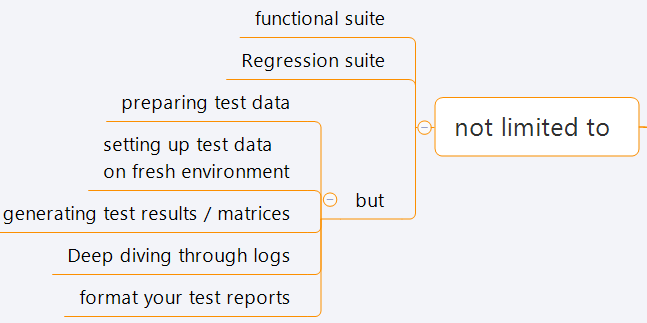 functional suite
Regression suite
not limited to
preparing test data
setting up test data
on fresh environment
but
generating test results / matrices
Deep diving through logs
format your test reports